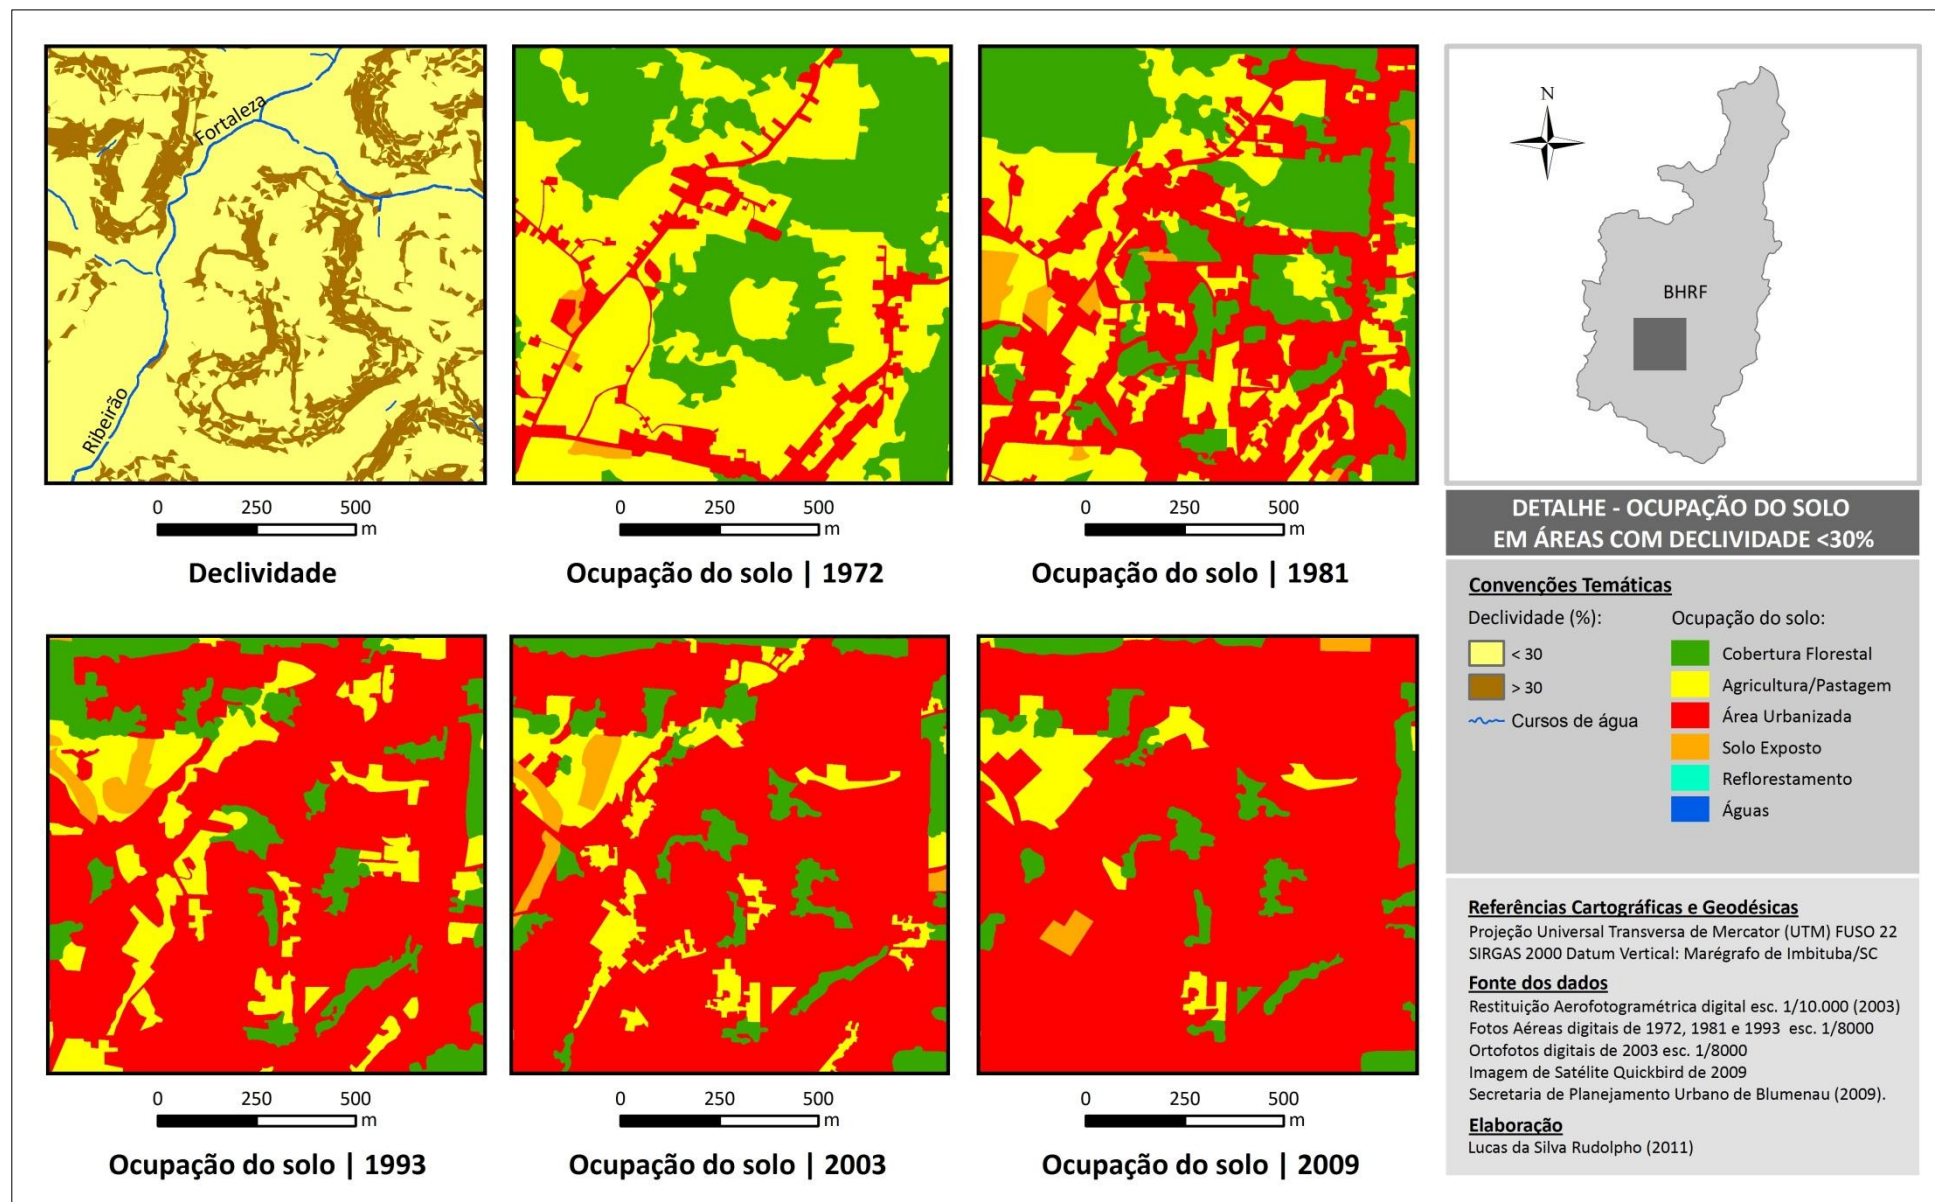 Fortaleza
Ribeirão
0 250 500
m
Declividade
0 250 500
m
Ocupação do solo | 1972
0 250 500
m
Ocupação do solo | 1981
0 250 500
m
Ocupação do solo | 1993
0 250 500
m
Ocupação do solo | 2003
0 250 500
m
Ocupação do solo | 2009
N
BHRF
DETALHE - OCUPAÇÃO DO SOLO
EM ÁREAS COM DECLIVIDADE <30%
Convenções Temáticas
Declividade (%):
< 30
> 30
Cursos de água
Ocupação do solo:
Cobertura Florestal
Agricultura/Pastagem
Área Urbanizada
Solo Exposto
Reflorestamento
Águas
Referências Cartográficas e Geodésicas
Projeção Universal Transversa de Mercator (UTM) FUSO 22
SIRGAS 2000 Datum Vertical: Marégrafo de Imbituba/SC
Fonte dos dados
Restituição Aerofotogramétrica digital esc. 1/10.000 (2003)
Fotos Aéreas digitais de 1972, 1981 e 1993 esc. 1/8000
Ortofotos digitais de 2003 esc. 1/8000
Imagem de Satélite Quickbird de 2009
Secretaria de Planejamento Urbano de Blumenau (2009).
Elaboração
Lucas da Silva Rudolpho (2011)